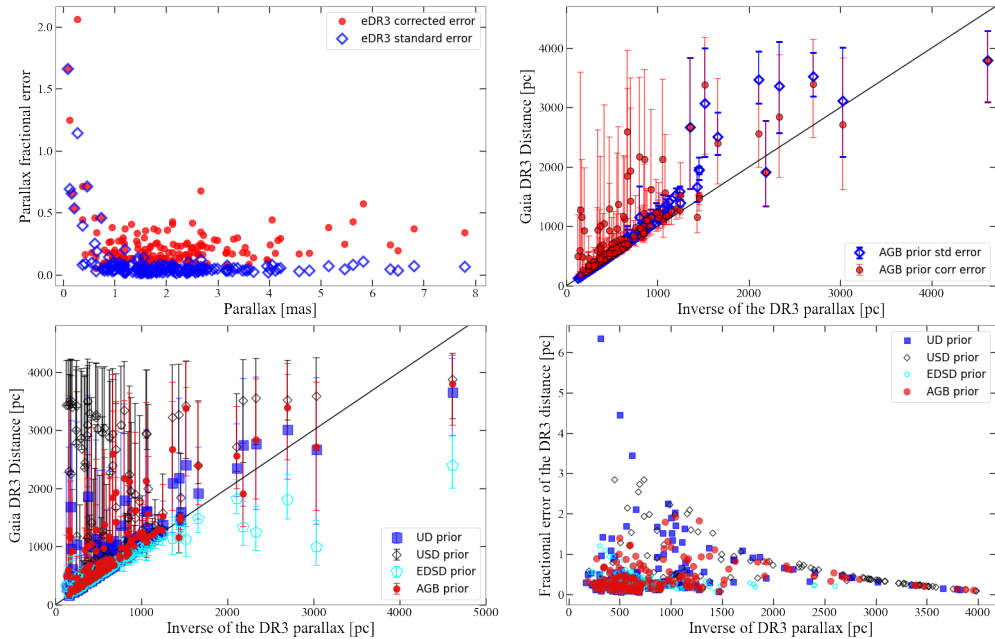 2.0
1.5
1.0
0.5
0.0
0 1 2 3 4 5 6 7 8
Parallax fractional error
Parallax [mas]
eDR3 corrected error
eDR3 standard error
4000
3000
2000
1000
0
0 1000 2000 3000 4000
Gaia DR3 Distance [pc]
Inverse of the DR3 parallax [pc]
AGB prior std error
AGB prior corr error
4000
3000
2000
1000
0
0 1000 2000 3000 4000 5000
Gaia DR3 Distance [pc]
Inverse of the DR3 parallax [pc]
UD prior
USD prior
EDSD prior
AGB prior
6
5
4
3
2
1
0
0 500 1000 1500 2000 2500 3000 3500 4000
Fractional error of the DR3 distance [pc]
Inverse of DR3 parallax [pc]
UD prior
USD prior
EDSD prior
AGB prior